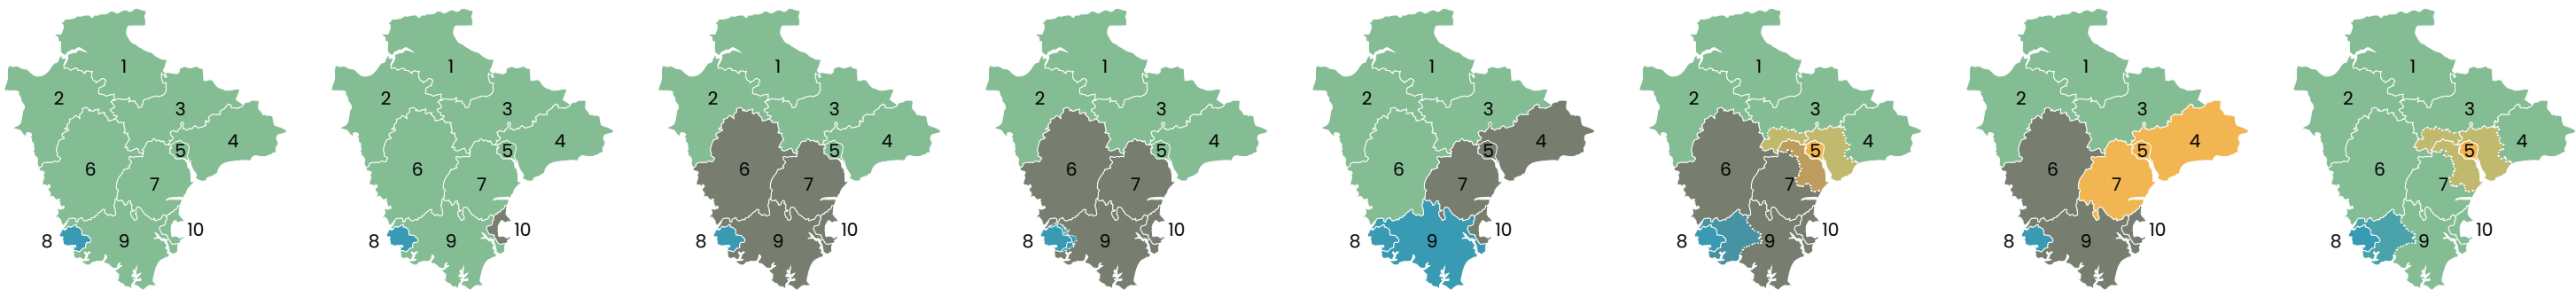 1 1 1 1 1 1 1 1
2 3 2 3 2 3 2 3 2 3 2 3 2 3 2 3
4 4 4 4 4 4 4 4
5 5 5 5 5 5 5 5
6 6 6 6 6 6 6 6
7 7 7 7 7 7 7 7
10 10 10 10 10 10 10 10
8 9 8 9 8 9 8 9 8 9 8 9 8 9 8 9